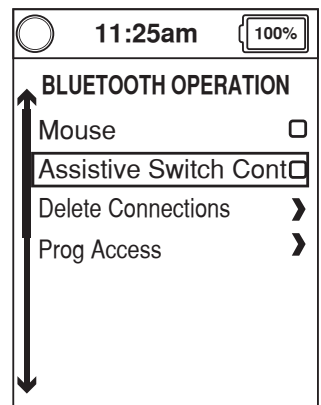 11:25am 100%
BLUETOOTH OPERATION
Mouse
Assistive Switch Cont
Delete Connections
Prog Access